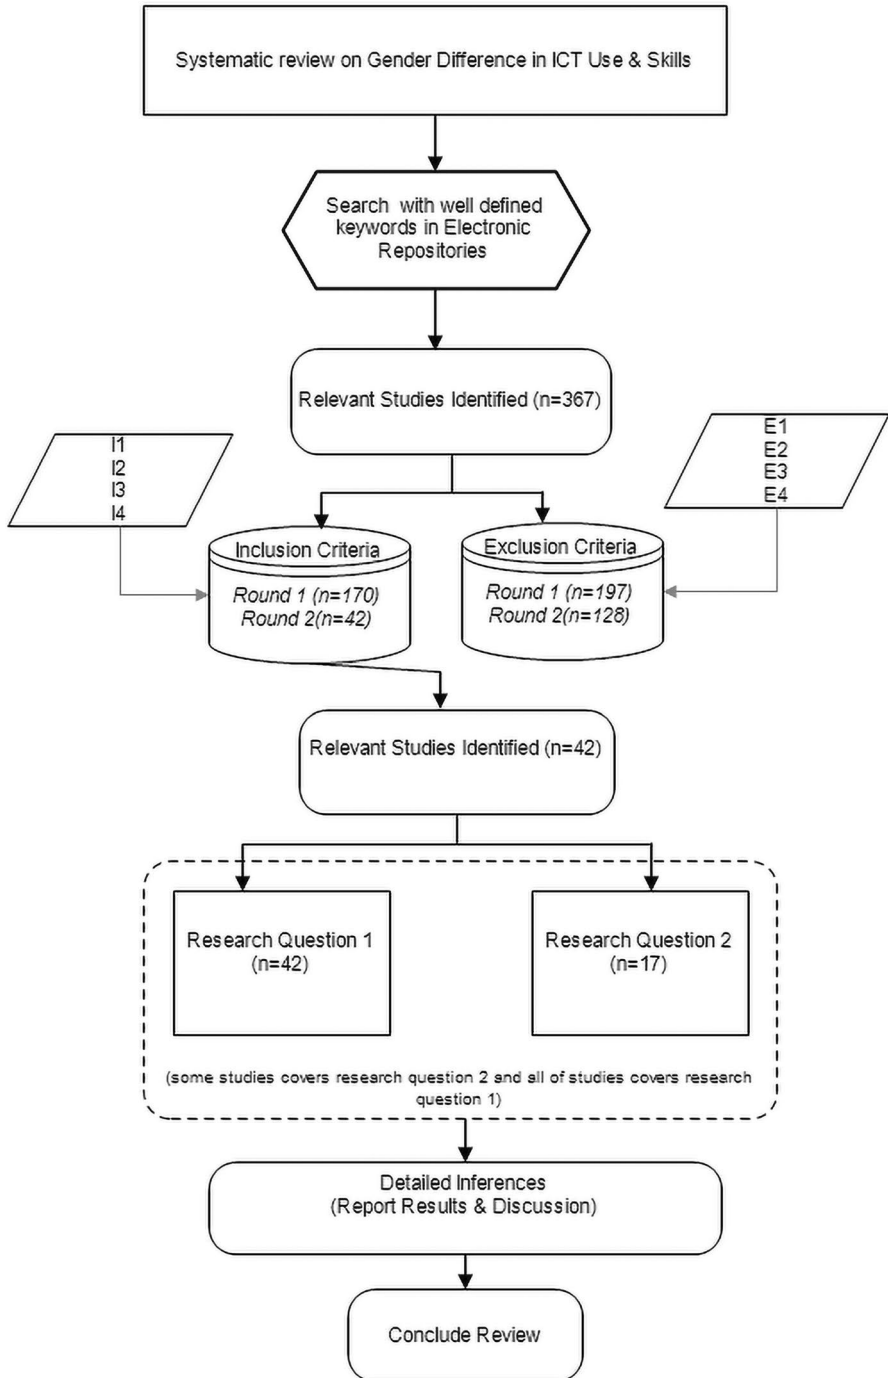 Systematic review on Gender Difference in ICT Use & Skills
Search with well defined
keywords in Electronic
Repositories
Relevant Studies Identified (n=367)
I1
I2
I3
I4
E1
E2
E3
E4
Inclusion Criteria
Round 1 (n=170)
Round 2(n=42)
Exclusion Criteria
Round 1 (n=197)
Round 2(n=128)
Relevant Studies Identified (n=42)
Research Question 1
(n=42)
Research Question 2
(n=17)
(some studies covers research question 2 and all of studies covers research
question 1)
Detailed Inferences
(Report Results & Discussion)
Conclude Review